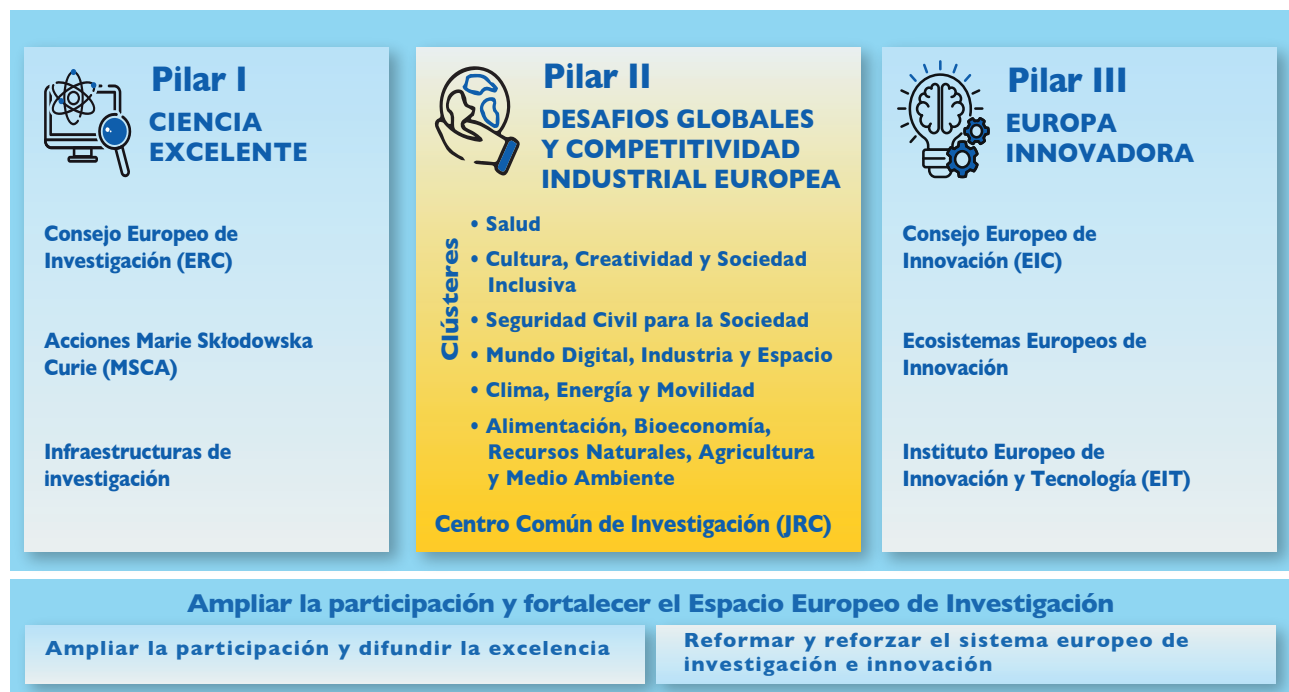 Pilar I
CIENCIA
EXCELENTE
Consejo Europeo de
Investigación (ERC)
Acciones Marie Skłodowska
Curie (MSCA)
Infraestructuras de
investigación
Pilar II
DESAFIOS GLOBALES
Y COMPETITIVIDAD
INDUSTRIAL EUROPEA
Clústeres
• Salud
• Cultura, Creatividad y Sociedad
Inclusiva
• Seguridad Civil para la Sociedad
• Mundo Digital, Industria y Espacio
• Clima, Energía y Movilidad
• Alimentación, Bioeconomía,
Recursos Naturales, Agricultura
y Medio Ambiente
Centro Común de Investigación (JRC)
Pilar III
EUROPA
INNOVADORA
Consejo Europeo de
Innovación (EIC)
Ecosistemas Europeos de
Innovación
Instituto Europeo de
Innovación y Tecnología (EIT)
Ampliar la participación y fortalecer el Espacio Europeo de Investigación
Ampliar la participación y difundir la excelencia
Reformar y reforzar el sistema europeo de
investigación e innovación